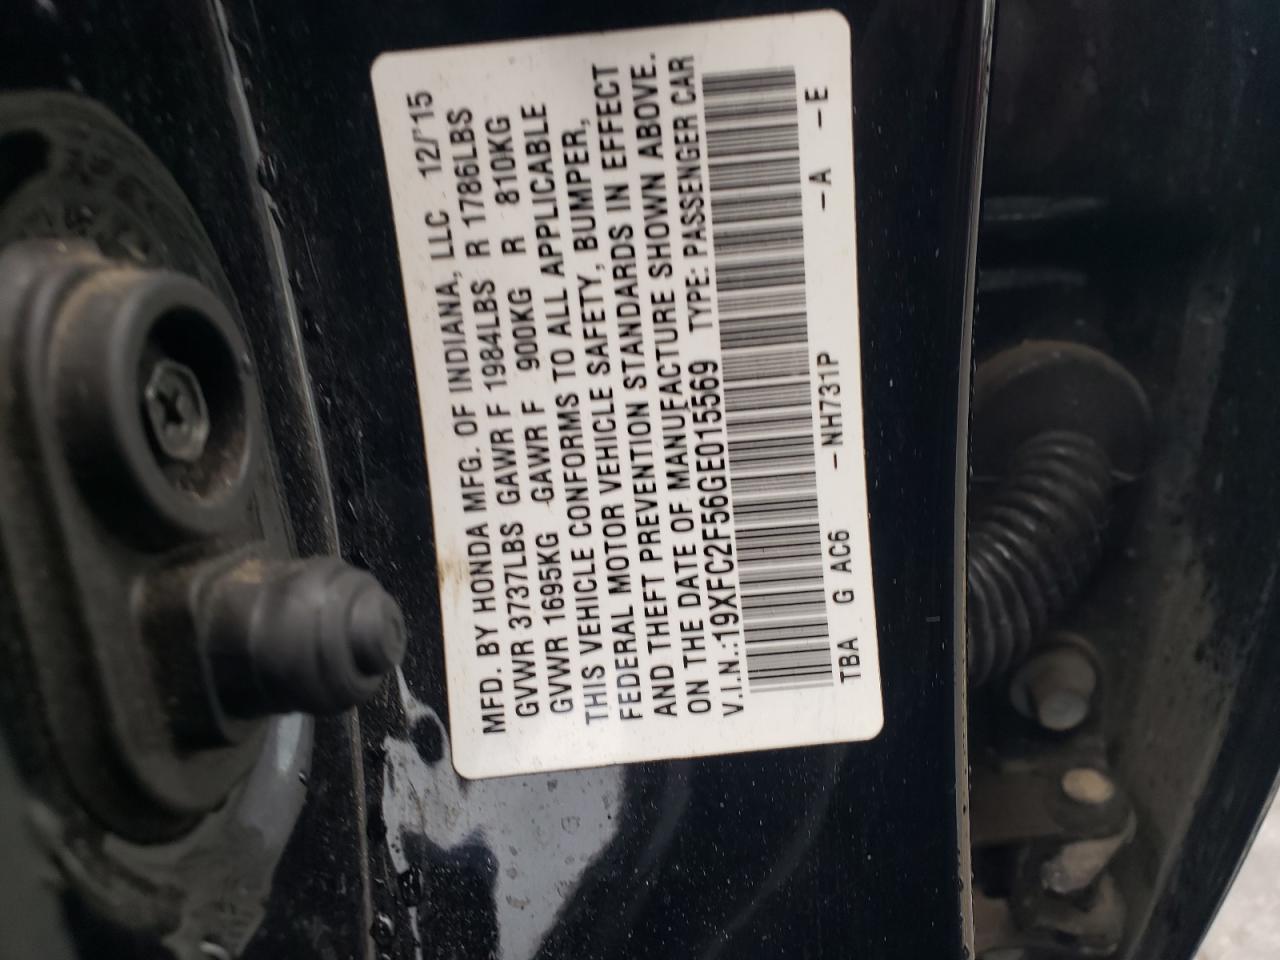 MFD. BY HONDA MFG. OF INDIANA, LLC 12/'15
GVWR 3737LBS GAWR F 1984LBS R 1786LBS
GVWR 1695KG GAWR F 900KG R 810KG
THIS VEHICLE CONFORMS TO ALL APPLICABLE
FEDERAL MOTOR VEHICLE SAFETY, BUMPER,
AND THEFT PREVENTION STANDARDS IN EFFECT
ON THE DATE OF MANUFACTURE SHOWN ABOVE.
V.I.N.:19XFC2F56GE015569 TYPE: PASSENGER CAR
TBA G AC6 -NH731P -A -E